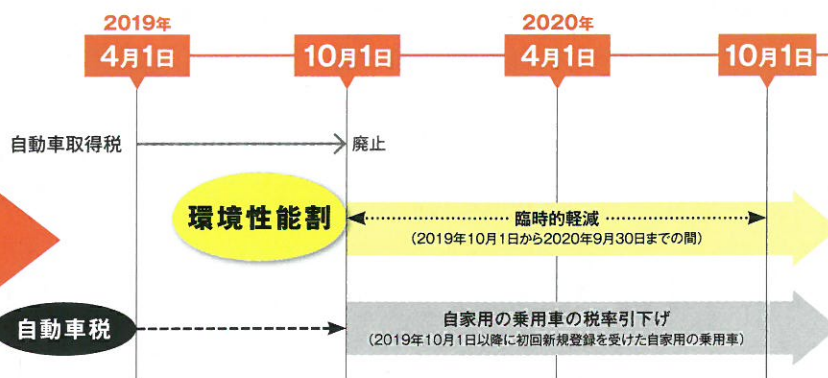 2019年
2020年
4月1日
10月1日
4月1日
10月1日
自動車取得税
廃止
環境性能割
臨時的軽減
(2019年10月1日から2020年9月30日までの間)
自動車税
自家用の乗用車の税率引下げ
(2019年10月1日以降に初回新規登録を受けた自家用の乗用車)